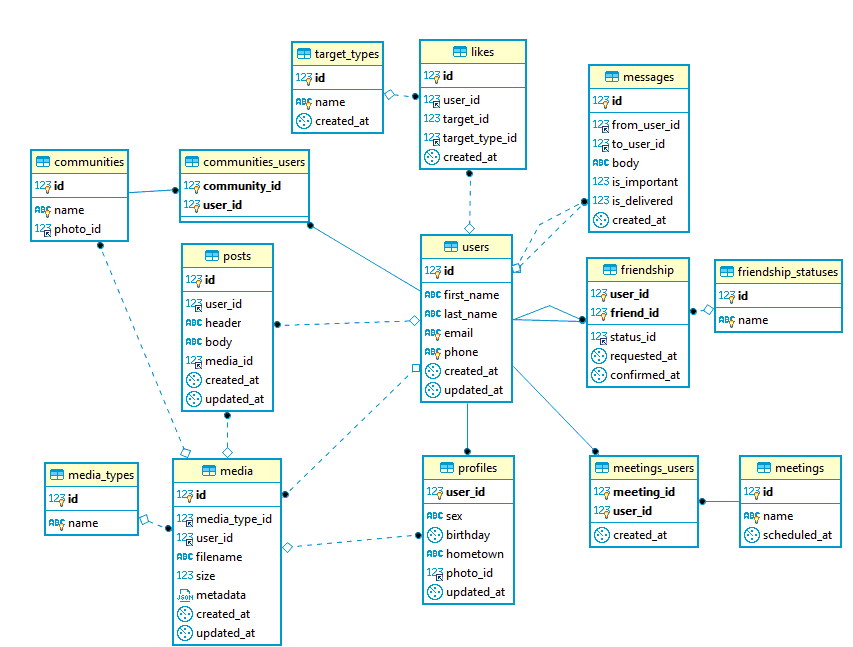 target_types
123 id
ABC name
created_at
likes
123 id
123 user_id
123 target_id
123 target_type_id
created_at
messages
123 id
123 from_user_id
123 to_user_id
ABC body
123 is_important
123 is_delivered
created_at
communities
123 id
ABC name
123 photo_id
communities_users
123 community_id
123 user_id
posts
123 id
123 user_id
ABC header
ABC body
123 media_id
created_at
updated_at
users
123 id
ABC first_name
ABC last_name
ABC email
ABC phone
created_at
updated_at
friendship
123 user_id
123 friend_id
123 status_id
requested_at
confirmed_at
friendship_statuses
123 id
ABC name
media_types
123 id
ABC name
media
123 id
123 media_type_id
123 user_id
ABC filename
123 size
JSON metadata
created_at
updated_at
profiles
123 user_id
ABC sex
birthday
ABC hometown
123 photo_id
updated_at
meetings_users
123 meeting_id
123 user_id
created_at
meetings
123 id
ABC name
scheduled_at